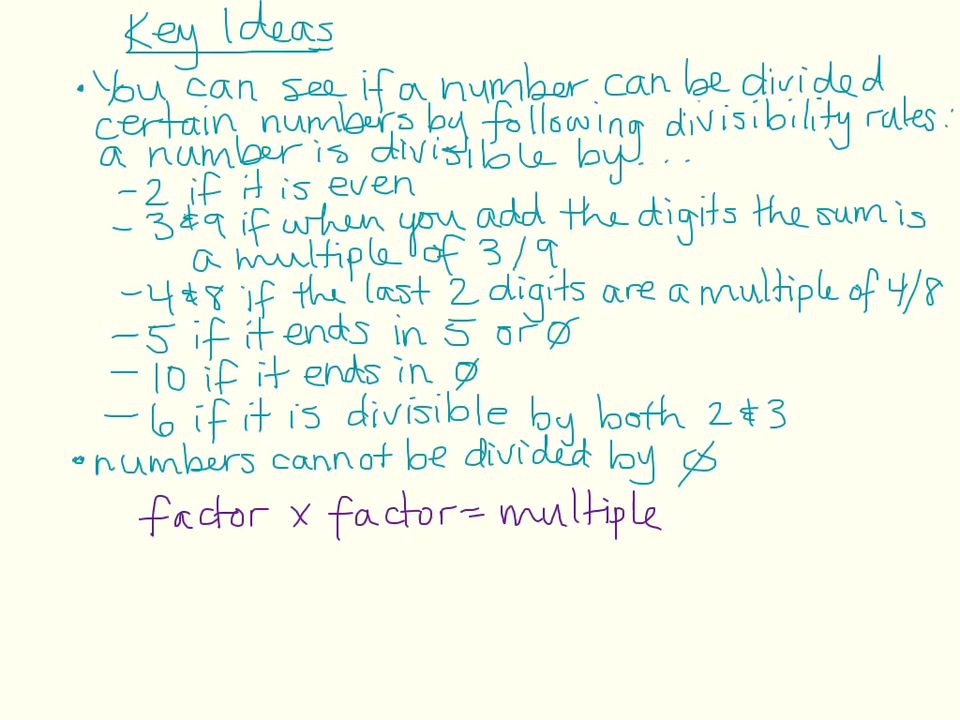 Key Ideas
• You can see if a number can be divided
certain numbers by following divisibility rules:
a number is divisible by...
- 2 if it is even
- 3 & 9 if when you add the digits the sum is
a multiple of 3/9
- 4 & 8 if the last 2 digits are a multiple of 4/8
- 5 if it ends in 5 or 0
- 10 if it ends in 0
- 6 if it is divisible by both 2 & 3
• numbers cannot be divided by 0
factor x factor = multiple